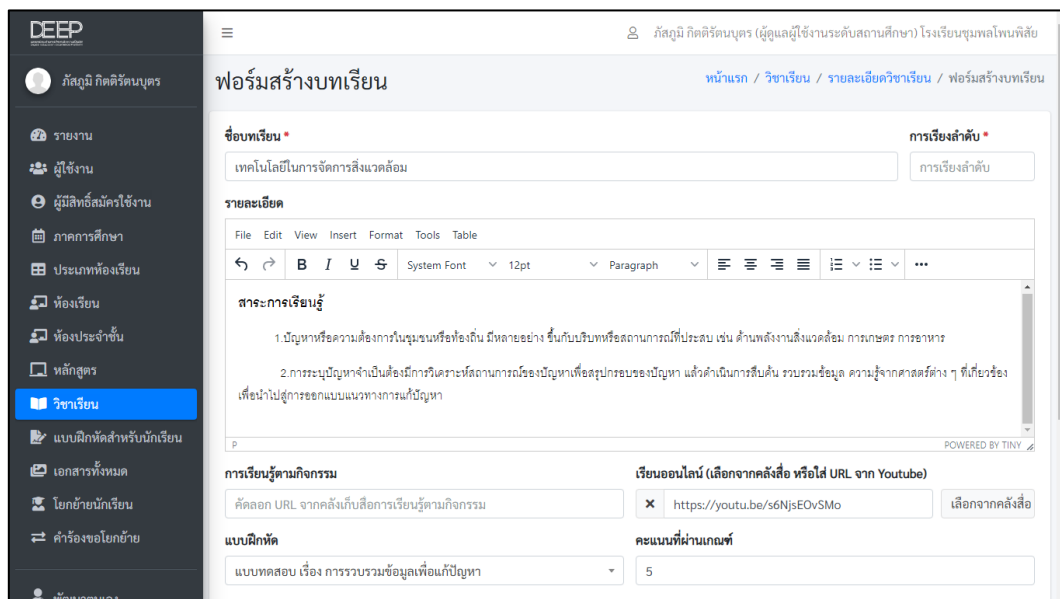 DEEP
ภัสภูมิ กิตติรัตนบุตร (ผู้ดูแลผู้ใช้งานระดับสถานศึกษา) โรงเรียนชุมพลโพนพิสัย
ภัสภูมิ กิตติรัตนบุตร
รายงาน
ผู้ใช้งาน
ผู้มีสิทธิ์สมัครใช้งาน
ภาคการศึกษา
ประเภทห้องเรียน
ห้องเรียน
ห้องประจำชั้น
หลักสูตร
วิชาเรียน
แบบฝึกหัดสำหรับนักเรียน
เอกสารทั้งหมด
โยกย้ายนักเรียน
คำร้องขอโยกย้าย
ฟอร์มสร้างบทเรียน
หน้าแรก / วิชาเรียน / รายละเอียดวิชาเรียน / ฟอร์มสร้างบทเรียน
ชื่อบทเรียน * การเรียงลำดับ *
เทคโนโลยีในการจัดการสิ่งแวดล้อม การเรียงลำดับ
รายละเอียด
File Edit View Insert Format Tools Table
B I U S System Font 12pt Paragraph
สาระการเรียนรู้
1.ปัญหาหรือความต้องการในชุมชนหรือท้องถิ่น มีหลายอย่าง ขึ้นกับบริบทหรือสถานการณ์ที่ประสบ เช่น ด้านพลังงานสิ่งแวดล้อม การเกษตร การอาหาร
2.การระบุปัญหาจำเป็นต้องมีการวิเคราะห์สถานการณ์ของปัญหาเพื่อสรุปกรอบของปัญหา แล้วดำเนินการสืบค้น รวบรวมข้อมูล ความรู้จากศาสตร์ต่าง ๆ ที่เกี่ยวข้อง
เพื่อนำไปสู่การออกแบบแนวทางการแก้ปัญหา
P POWERED BY TINY
การเรียนรู้ตามกิจกรรม เรียนออนไลน์ (เลือกจากคลังสื่อ หรือใส่ URL จาก Youtube)
คัดลอก URL จากคลังเก็บสื่อการเรียนรู้ตามกิจกรรม https://youtu.be/s6NjsEOvSMo เลือกจากคลังสื่อ
แบบฝึกหัด คะแนนที่ผ่านเกณฑ์
แบบทดสอบ เรื่อง การรวบรวมข้อมูลเพื่อแก้ปัญหา 5